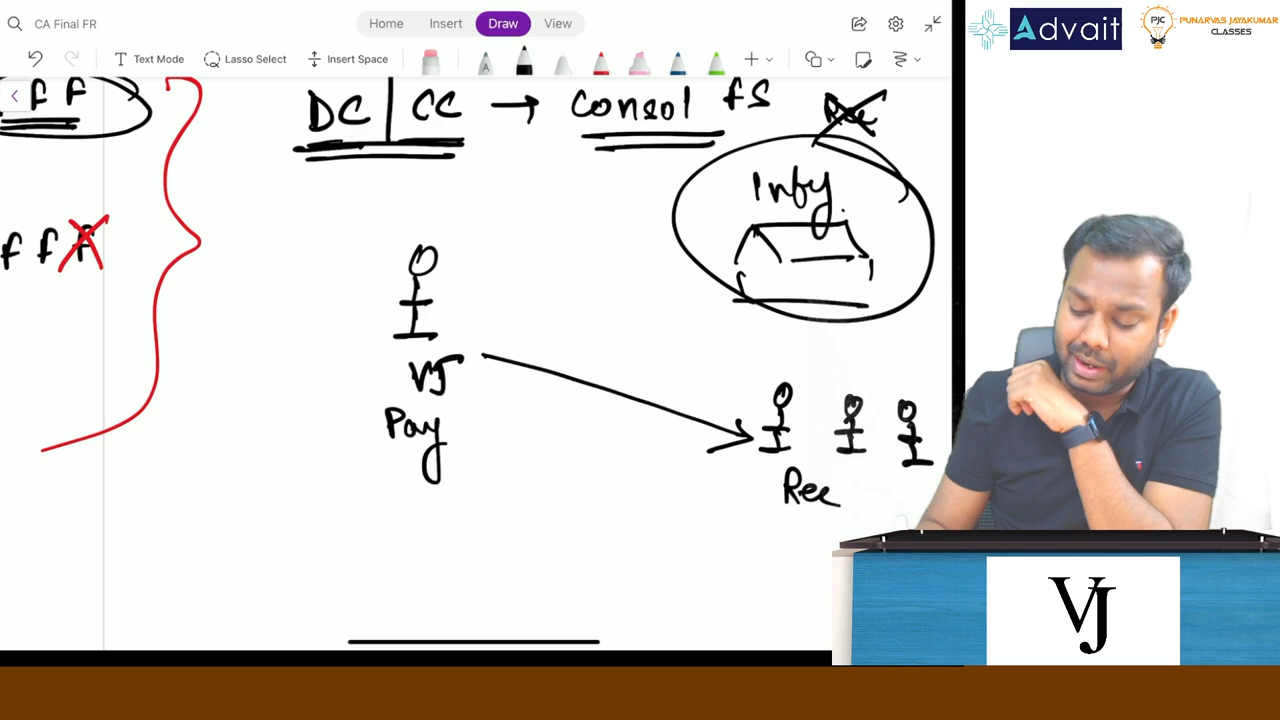 CA Final FR
Home Insert Draw View
Text Mode Lasso Select Insert Space
Advait
PJC PUNARVAS JAYAKUMAR
CLASSES
f f
DC | CC → Consol fS
Infy
f f f
VJ
Pay
Rec
VJ